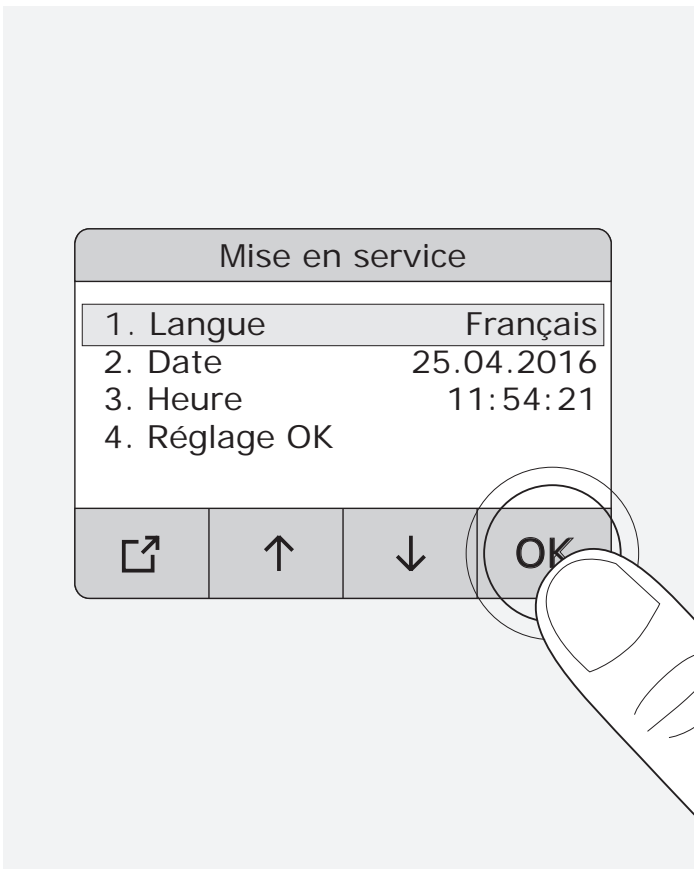 Mise en service
1. Langue Français
2. Date 25.04.2016
3. Heure 11:54:21
4. Réglage OK
OK